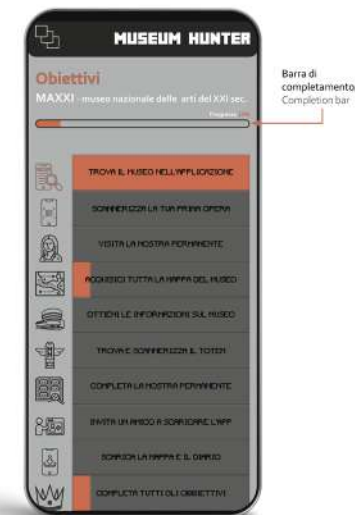 MUSEUM HUNTER
Obiettivi
MAXXI - museo nazionale delle arti del XXI sec.
Progresso
Barra di
completamento
Completion bar
TROVA IL MUSEO NELL'APPLICAZIONE
SCANNERIZZA LA TUA PRIMA OPERA
VISITA LA MOSTRA PERMANENTE
ACQUISISCI TUTTA LA MAPPA DEL MUSEO
OTTIENI LE INFORMAZIONI SUL MUSEO
TROVA E SCANNERIZZA IL TOTEM
COMPLETA LA MOSTRA PERMANENTE
INVITA UN AMICO A SCARICARE L'APP
SCARICA LA MAPPA E IL DIARIO
COMPLETA TUTTI GLI OBBIETTIVI